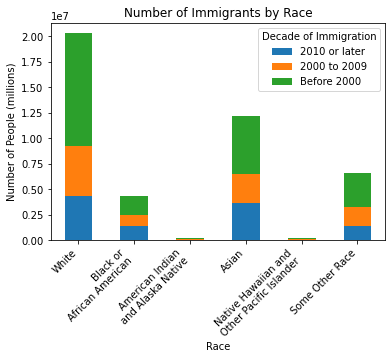 Number of Immigrants by Race
1e7
Decade of Immigration
2010 or later
2000 to 2009
Before 2000
2.00
1.75
1.50
1.25
1.00
0.75
0.50
0.25
0.00
Number of People (millions)
White
Black or
African American
American Indian
and Alaska Native
Asian
Native Hawaiian and
Other Pacific Islander
Some Other Race
Race